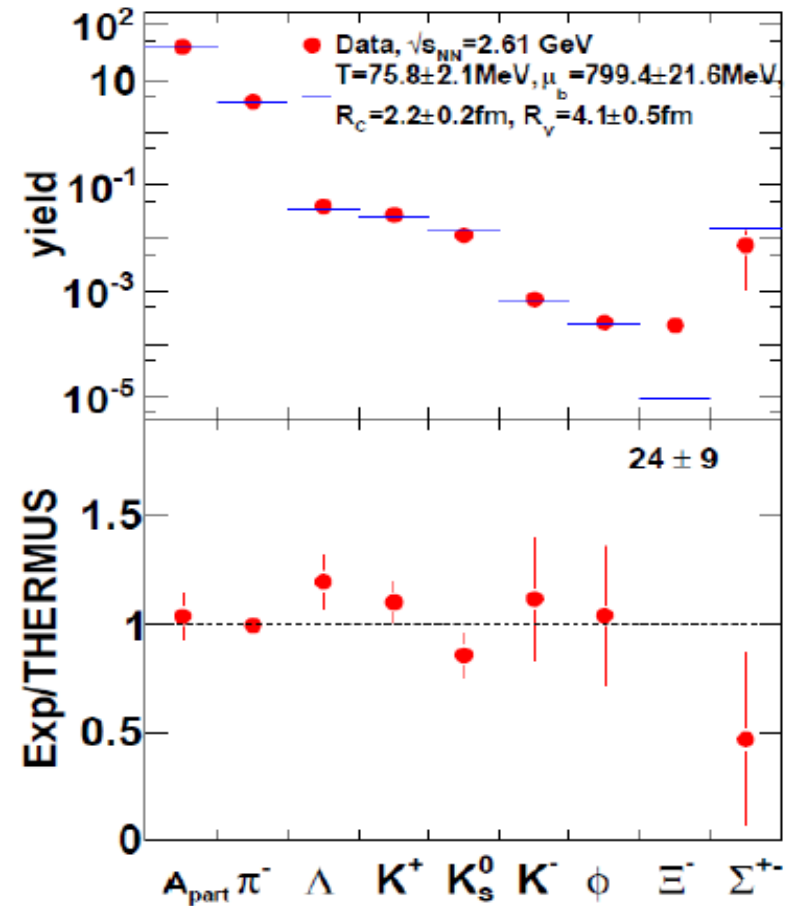 10² Data, √s_NN=2.61 GeV
T=75.8±2.1MeV, μ_b=799.4±21.6MeV,
10
R_C=2.2±0.2fm, R_V=4.1±0.5fm
yield
10⁻¹
10⁻³
10⁻⁵
24 ± 9
Exp/THERMUS
1.5
1
0.5
0
A_part π⁻ Λ K⁺ K_s⁰ K⁻ ϕ Ξ⁻ Σ⁺⁻